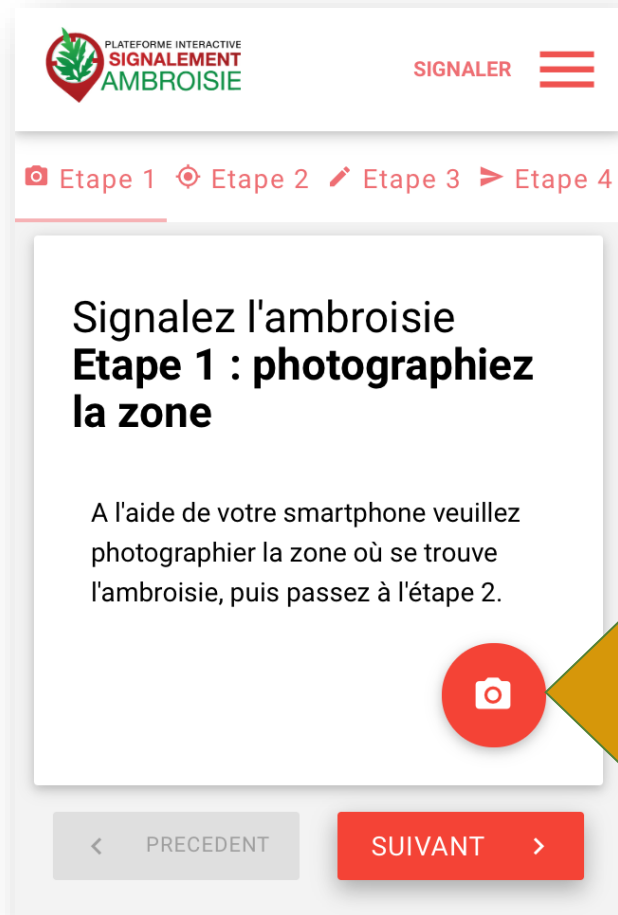 PLATEFORME INTERACTIVE
SIGNALEMENT
AMBROISIE
SIGNALER
Etape 1 Etape 2 Etape 3 Etape 4
Signalez l'ambroisie
Etape 1 : photographiez
la zone
A l'aide de votre smartphone veuillez
photographier la zone où se trouve
l'ambroisie, puis passez à l'étape 2.
PRECEDENT SUIVANT